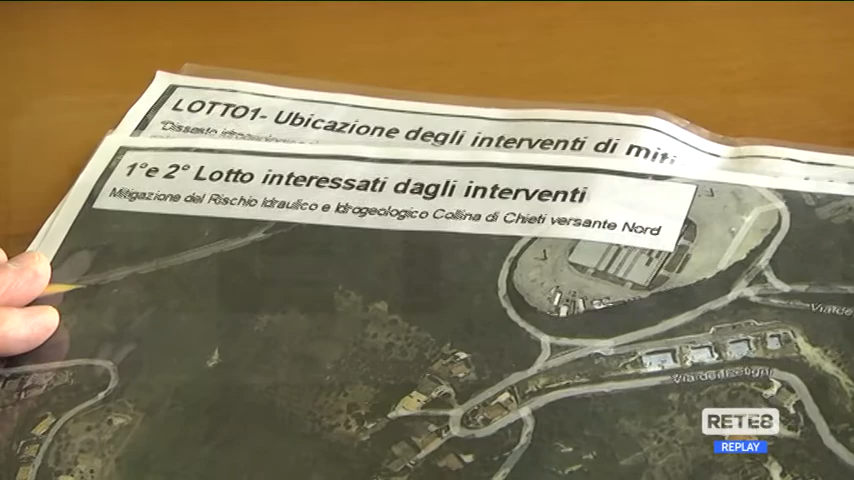 LOTTO1- Ubicazione degli interventi di miti
"Dissesto idrogeologico
1° e 2° Lotto interessati dagli interventi
Mitigazione del Rischio Idraulico e Idrogeologico Collina di Chieti versante Nord
RETE8
REPLAY